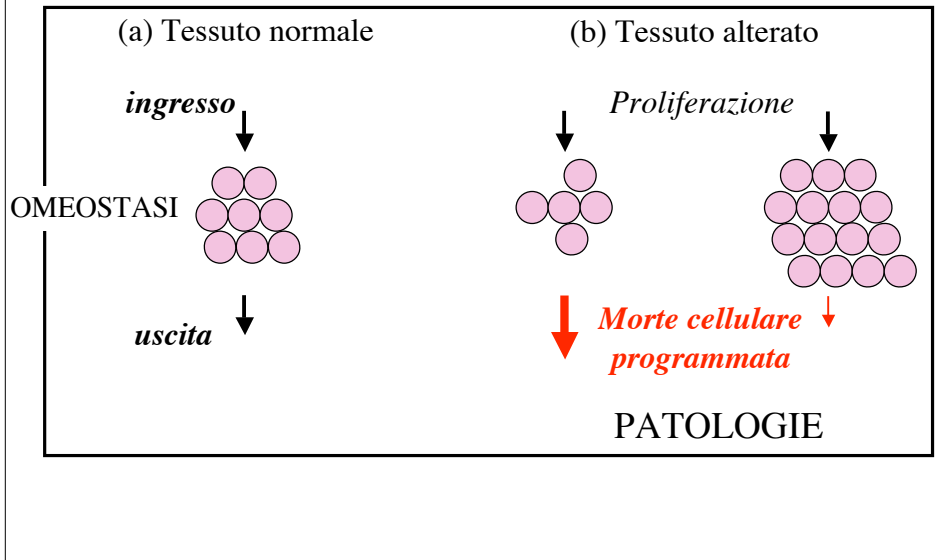 (a) Tessuto normale
(b) Tessuto alterato
ingresso
Proliferazione
OMEOSTASI
uscita
Morte cellulare
programmata
PATOLOGIE